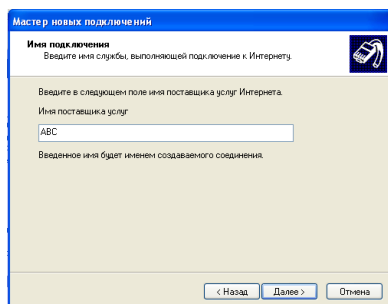 Мастер новых подключений
Имя подключения
Введите имя службы, выполняющей подключение к Интернету.
Введите в следующем поле имя поставщика услуг Интернета.
Имя поставщика услуг
ABC
Введенное имя будет именем создаваемого соединения.
< Назад
Далее >
Отмена